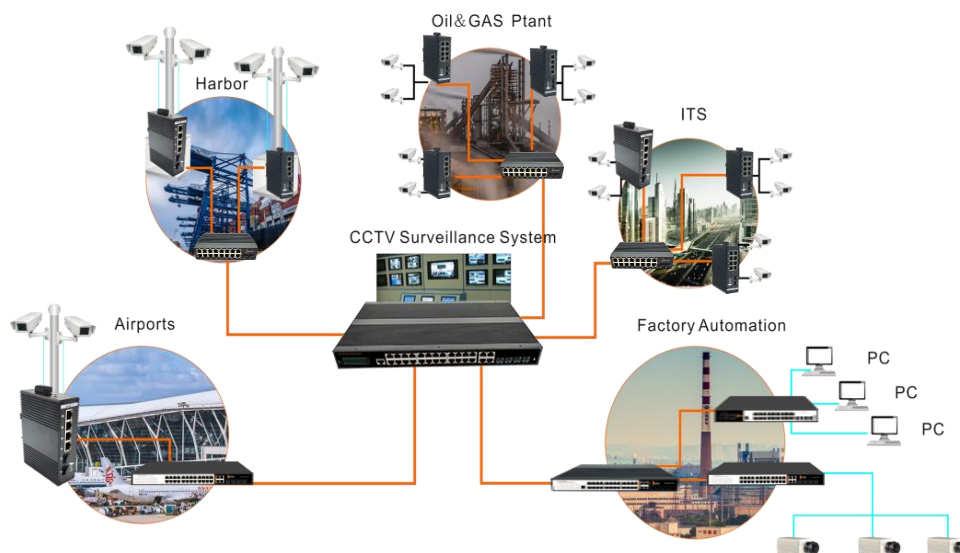 Oil&GAS Ptant
Harbor
ITS
CCTV Surveillance System
Airports
Factory Automation
PC
PC
PC